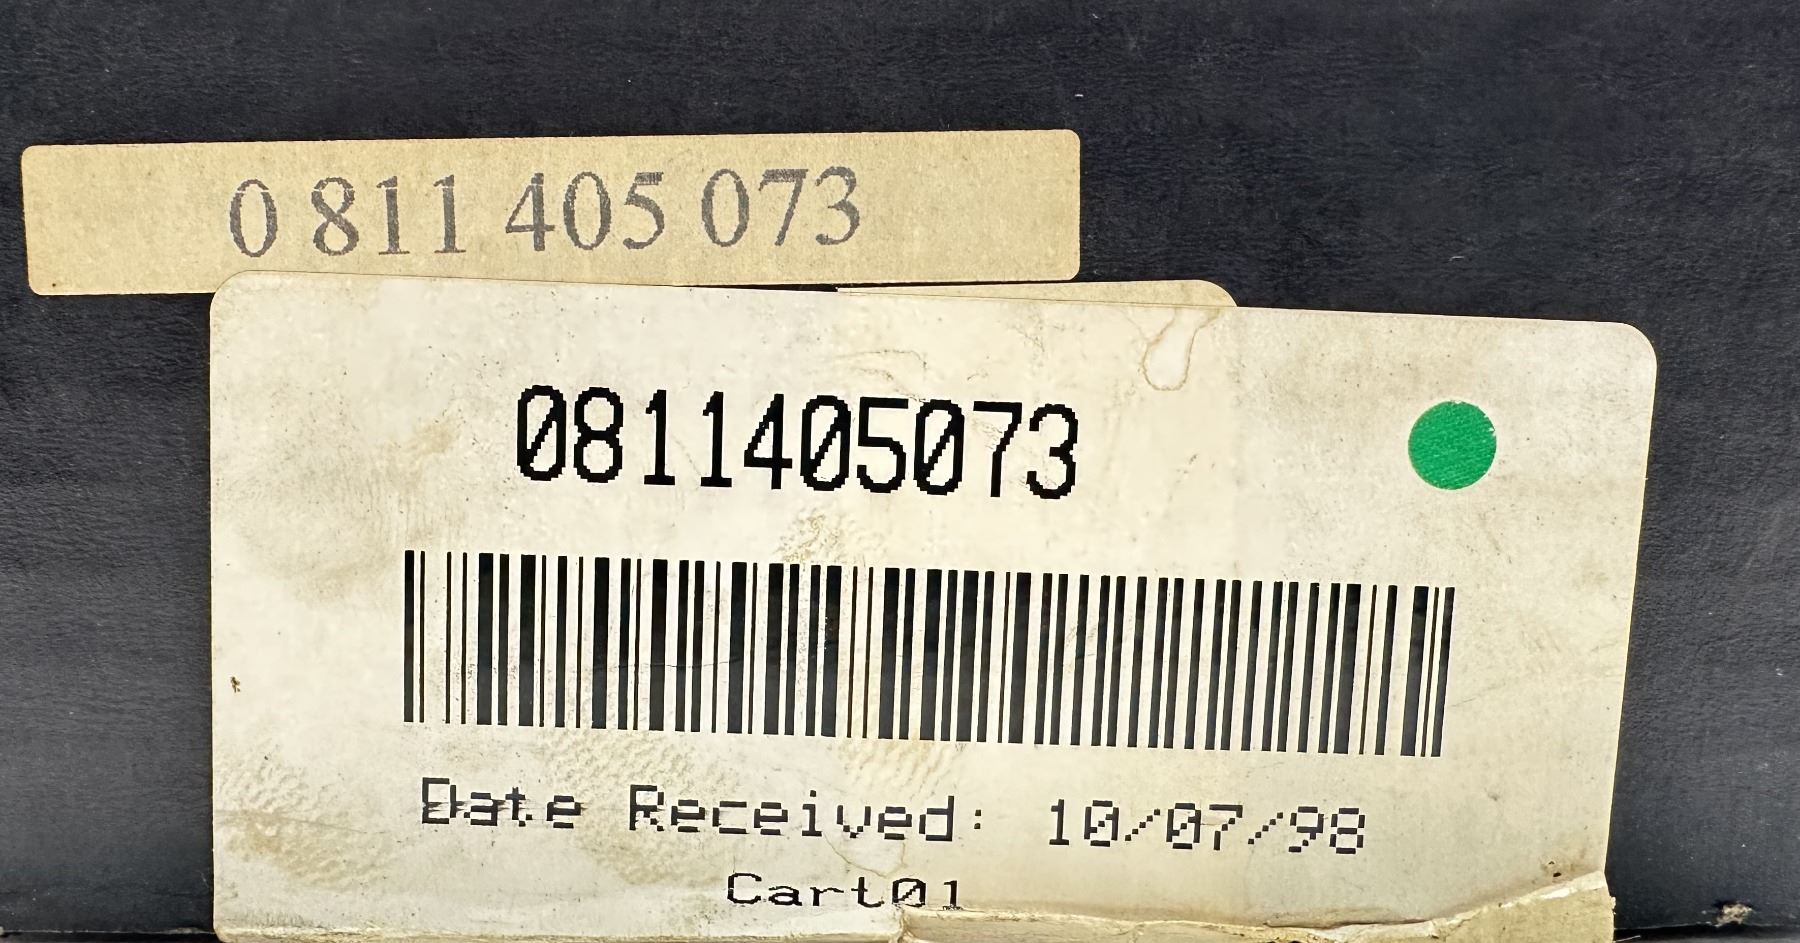 0 811 405 073
0811405073
Date Received: 10/07/98
Cart01